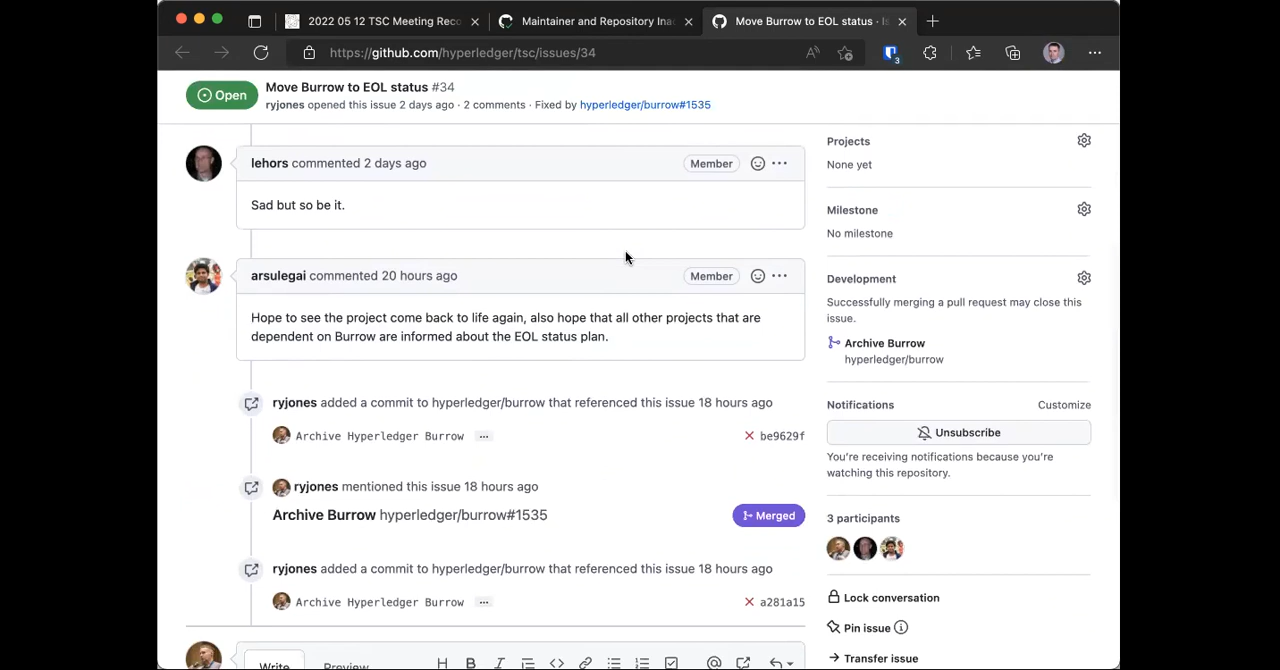 2022 05 12 TSC Meeting Reco
Maintainer and Repository Ina
Move Burrow to EOL status · Is
https://github.com/hyperledger/tsc/issues/34
3
Open
Move Burrow to EOL status #34
ryjones opened this issue 2 days ago · 2 comments · Fixed by hyperledger/burrow#1535
lehors commented 2 days ago
Member
Sad but so be it.
arsulegai commented 20 hours ago
Member
Hope to see the project come back to life again, also hope that all other projects that are
dependent on Burrow are informed about the EOL status plan.
ryjones added a commit to hyperledger/burrow that referenced this issue 18 hours ago
Archive Hyperledger Burrow ...
be9629f
ryjones mentioned this issue 18 hours ago
Archive Burrow hyperledger/burrow#1535
Merged
ryjones added a commit to hyperledger/burrow that referenced this issue 18 hours ago
Archive Hyperledger Burrow ...
a281a15
Write
Preview
Projects
None yet
Milestone
No milestone
Development
Successfully merging a pull request may close this
issue.
Archive Burrow
hyperledger/burrow
Notifications
Customize
Unsubscribe
You're receiving notifications because you're
watching this repository.
3 participants
Lock conversation
Pin issue
Transfer issue